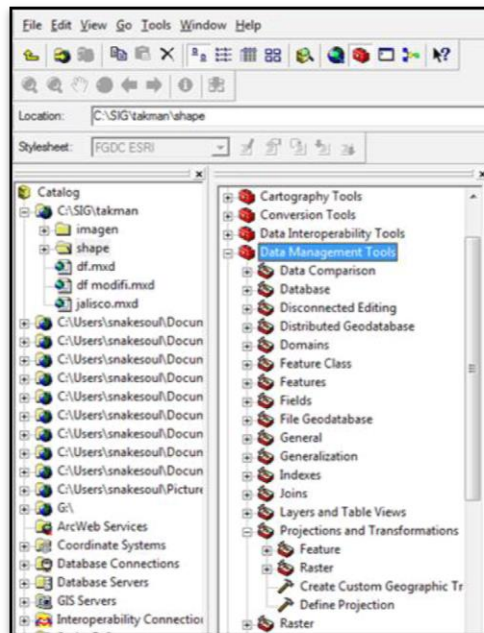 File Edit View Go Tools Window Help
Location: C:\SIG\takman\shape
Stylesheet: FGDC ESRI
Catalog
C:\SIG\takman
imagen
shape
df.mxd
df modifi.mxd
jalisco.mxd
C:\Users\snakesoul\Docun
C:\Users\snakesoul\Docun
C:\Users\snakesoul\Docun
C:\Users\snakesoul\Docun
C:\Users\snakesoul\Docun
C:\Users\snakesoul\Docun
C:\Users\snakesoul\Docun
C:\Users\snakesoul\Docun
C:\Users\snakesoul\Docun
C:\Users\snakesoul\Picture
G:\
ArcWeb Services
Coordinate Systems
Database Connections
Database Servers
GIS Servers
Interoperability Connection
Cartography Tools
Conversion Tools
Data Interoperability Tools
Data Management Tools
Data Comparison
Database
Disconnected Editing
Distributed Geodatabase
Domains
Feature Class
Features
Fields
File Geodatabase
General
Generalization
Indexes
Joins
Layers and Table Views
Projections and Transformations
Feature
Raster
Create Custom Geographic Tr
Define Projection
Raster